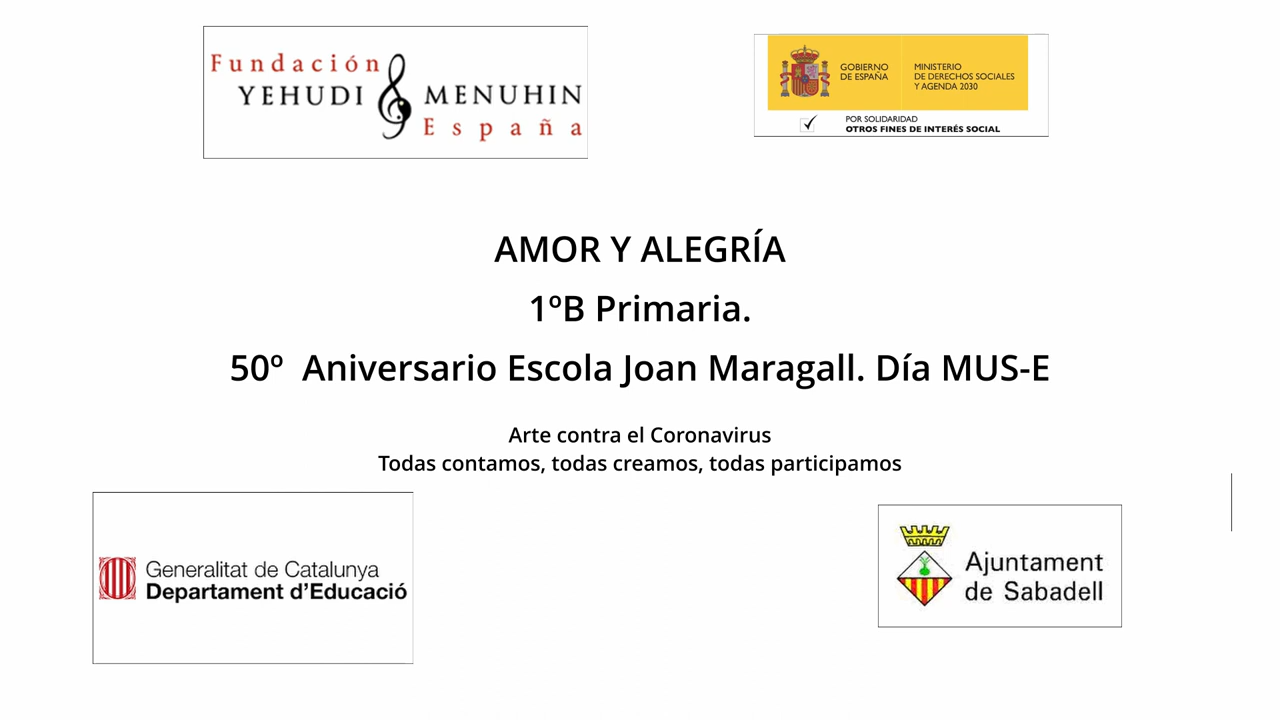 Fundación
YEHUDI MENUHIN
España
GOBIERNO
DE ESPAÑA
MINISTERIO
DE DERECHOS SOCIALES
Y AGENDA 2030
POR SOLIDARIDAD
OTROS FINES DE INTERÉS SOCIAL
AMOR Y ALEGRÍA
1ºB Primaria.
50º  Aniversario Escola Joan Maragall. Día MUS-E
Arte contra el Coronavirus
Todas contamos, todas creamos, todas participamos
Generalitat de Catalunya
Departament d'Educació
Ajuntament
de Sabadell